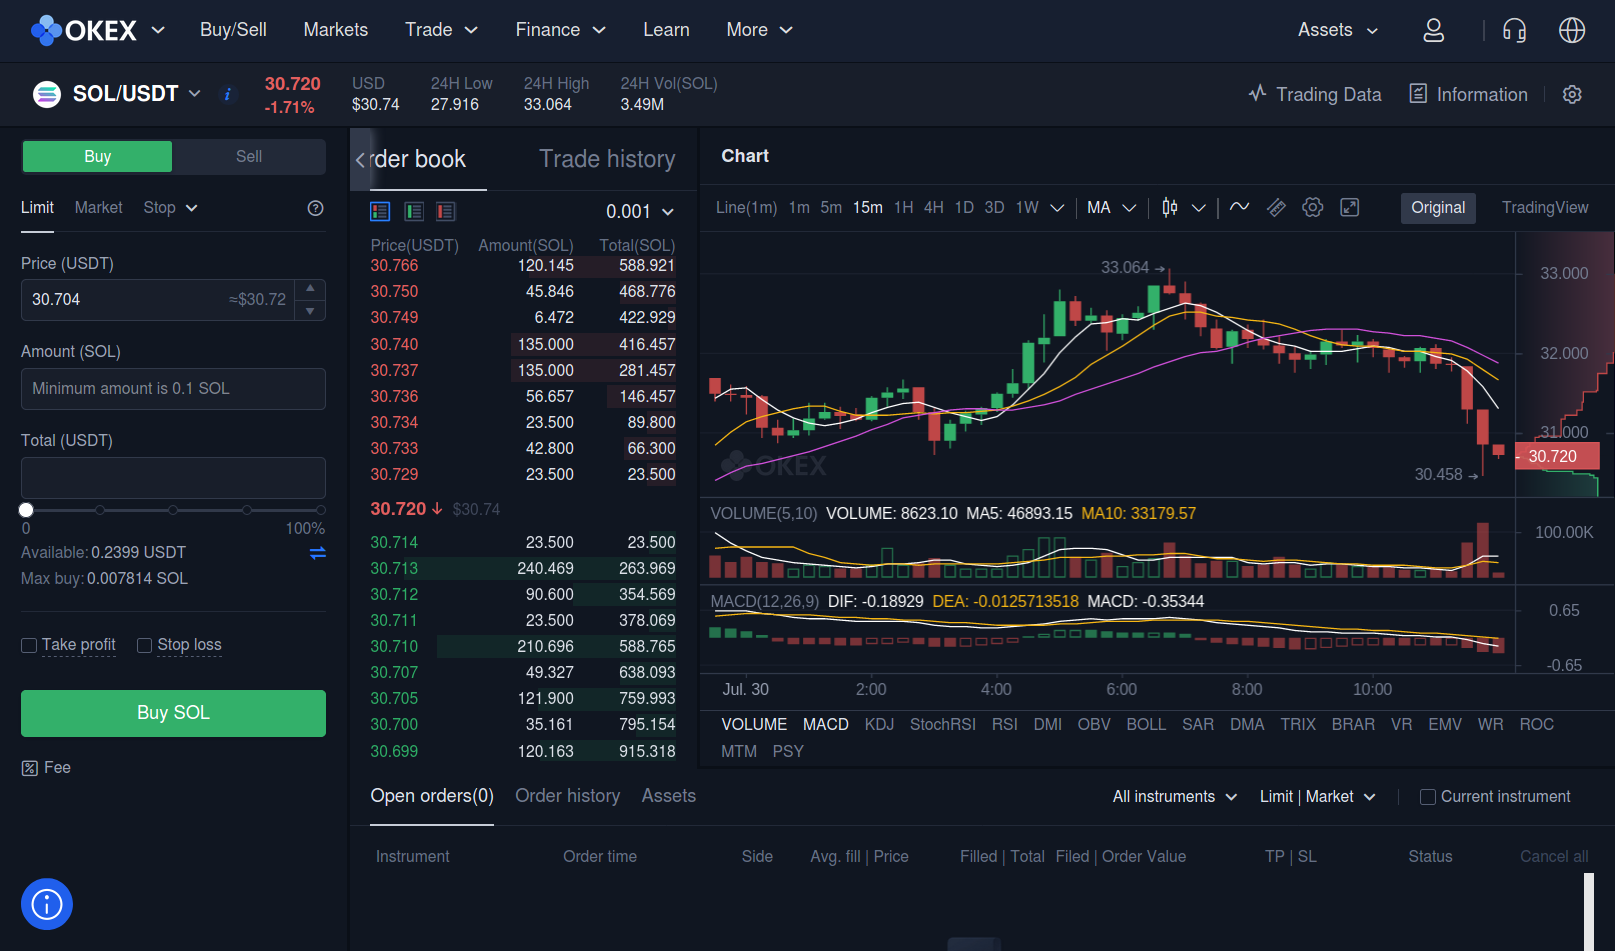 OKEX Buy/Sell Markets Trade Finance Learn More Assets
SOL/USDT i 30.720 -1.71% USD $30.74 24H Low 27.916 24H High 33.064 24H Vol(SOL) 3.49M Trading Data Information
Buy Sell
Limit Market Stop ?
Price (USDT)
30.704 ≈$30.72
Amount (SOL)
Minimum amount is 0.1 SOL
Total (USDT)
0 100%
Available: 0.2399 USDT
Max buy: 0.007814 SOL
Take profit Stop loss
Buy SOL
Fee
rder book Trade history
0.001
Price(USDT) Amount(SOL) Total(SOL)
30.766 120.145 588.921
30.750 45.846 468.776
30.749 6.472 422.929
30.740 135.000 416.457
30.737 135.000 281.457
30.736 56.657 146.457
30.734 23.500 89.800
30.733 42.800 66.300
30.729 23.500 23.500
30.720 $30.74
30.714 23.500 23.500
30.713 240.469 263.969
30.712 90.600 354.569
30.711 23.500 378.069
30.710 210.696 588.765
30.707 49.327 638.093
30.705 121.900 759.993
30.700 35.161 795.154
30.699 120.163 915.318
Chart
Line(1m) 1m 5m 15m 1H 4H 1D 3D 1W MA Original TradingView
33.064
33.000
32.000
31.000
30.720
30.458
OKEX
VOLUME(5,10) VOLUME: 8623.10 MA5: 46893.15 MA10: 33179.57
100.00K
MACD(12,26,9) DIF: -0.18929 DEA: -0.0125713518 MACD: -0.35344
0.65
-0.65
Jul. 30 2:00 4:00 6:00 8:00 10:00
VOLUME MACD KDJ StochRSI RSI DMI OBV BOLL SAR DMA TRIX BRAR VR EMV WR ROC
MTM PSY
Open orders(0) Order history Assets All instruments Limit | Market Current instrument
Instrument Order time Side Avg. fill | Price Filled | Total Filed | Order Value TP | SL Status Cancel all